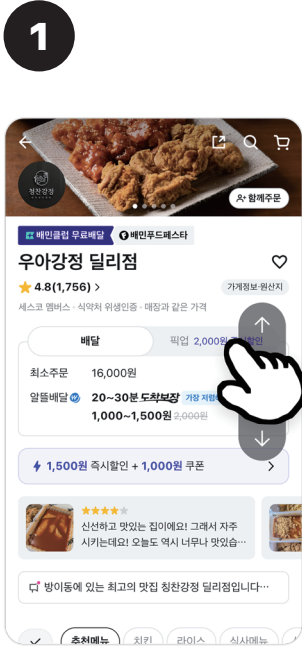 1
칭찬강정
함께주문
배민클럽 무료배달 배민푸드페스타
우아강정 딜리점
4.8(1,756) >
가게정보·원산지
세스코 멤버스 · 식약처 위생인증 · 매장과 같은 가격
배달
픽업 2,000원
할인
최소주문 16,000원
알뜰배달 20~30분 도착보장 가장 저렴
1,000~1,500원 2,000원
1,500원 즉시할인 + 1,000원 쿠폰
신선하고 맛있는 집이에요! 그래서 자주
시키는데요! 오늘도 역시 너무나 맛있습…
방이동에 있는 최고의 맛집 칭찬강정 딜리점입니다…
추천메뉴
치킨
라이스
식사메뉴